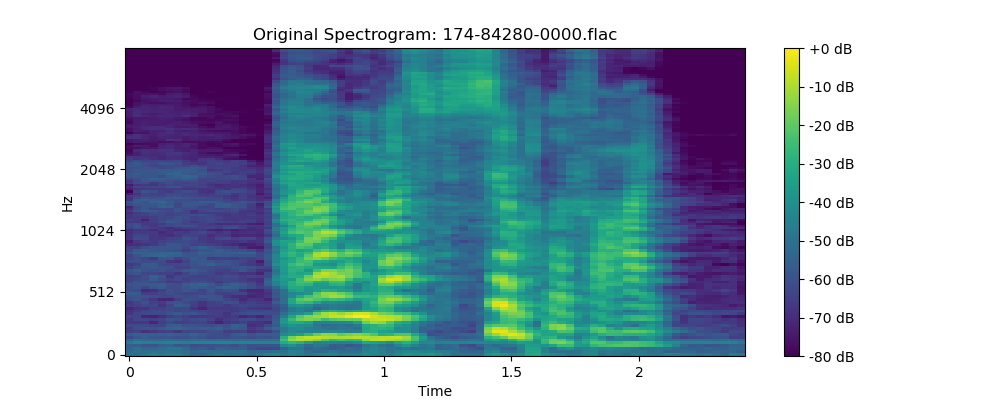 Original Spectrogram: 174-84280-0000.flac
+0 dB
-10 dB
-20 dB
-30 dB
-40 dB
-50 dB
-60 dB
-70 dB
-80 dB
4096
2048
1024
512
0
Hz
0 0.5 1 1.5 2
Time